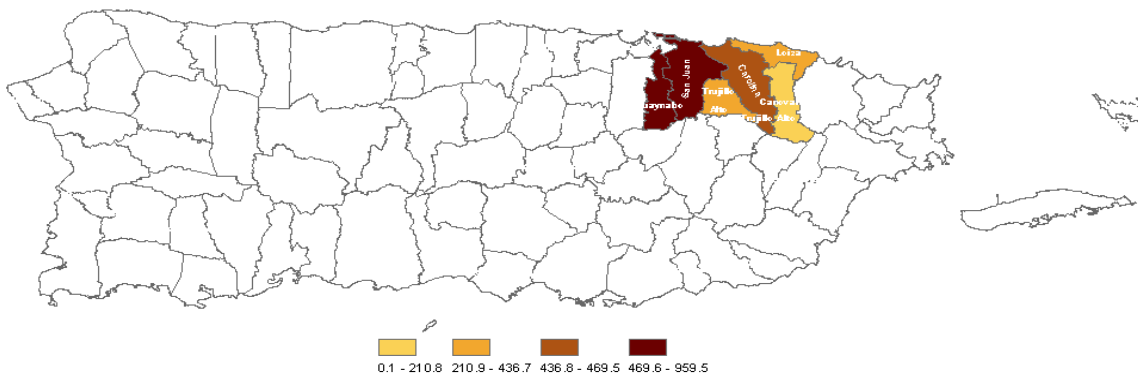 Loiza
San Juan
Carolina
Trujillo
Alto
uaynabo
Canovan
Trujillo Alto
0.1 - 210.8
210.9 - 436.7
436.8 - 469.5
469.6 - 959.5